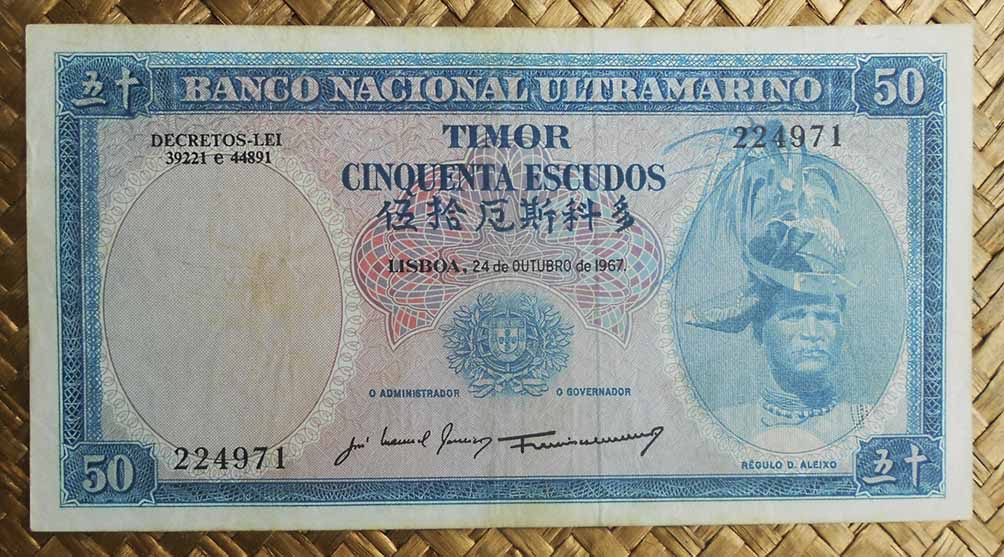 五十 BANCO NACIONAL ULTRAMARINO 50
DECRETOS-LEI
39221 e 44891
TIMOR
CINQUENTA ESCUDOS
伍拾厄斯科多
224971
LISBOA, 24 de OUTUBRO de 1967.
O ADMINISTRADOR O GOVERNADOR
224971
RÉGULO D. ALEIXO
50 五十